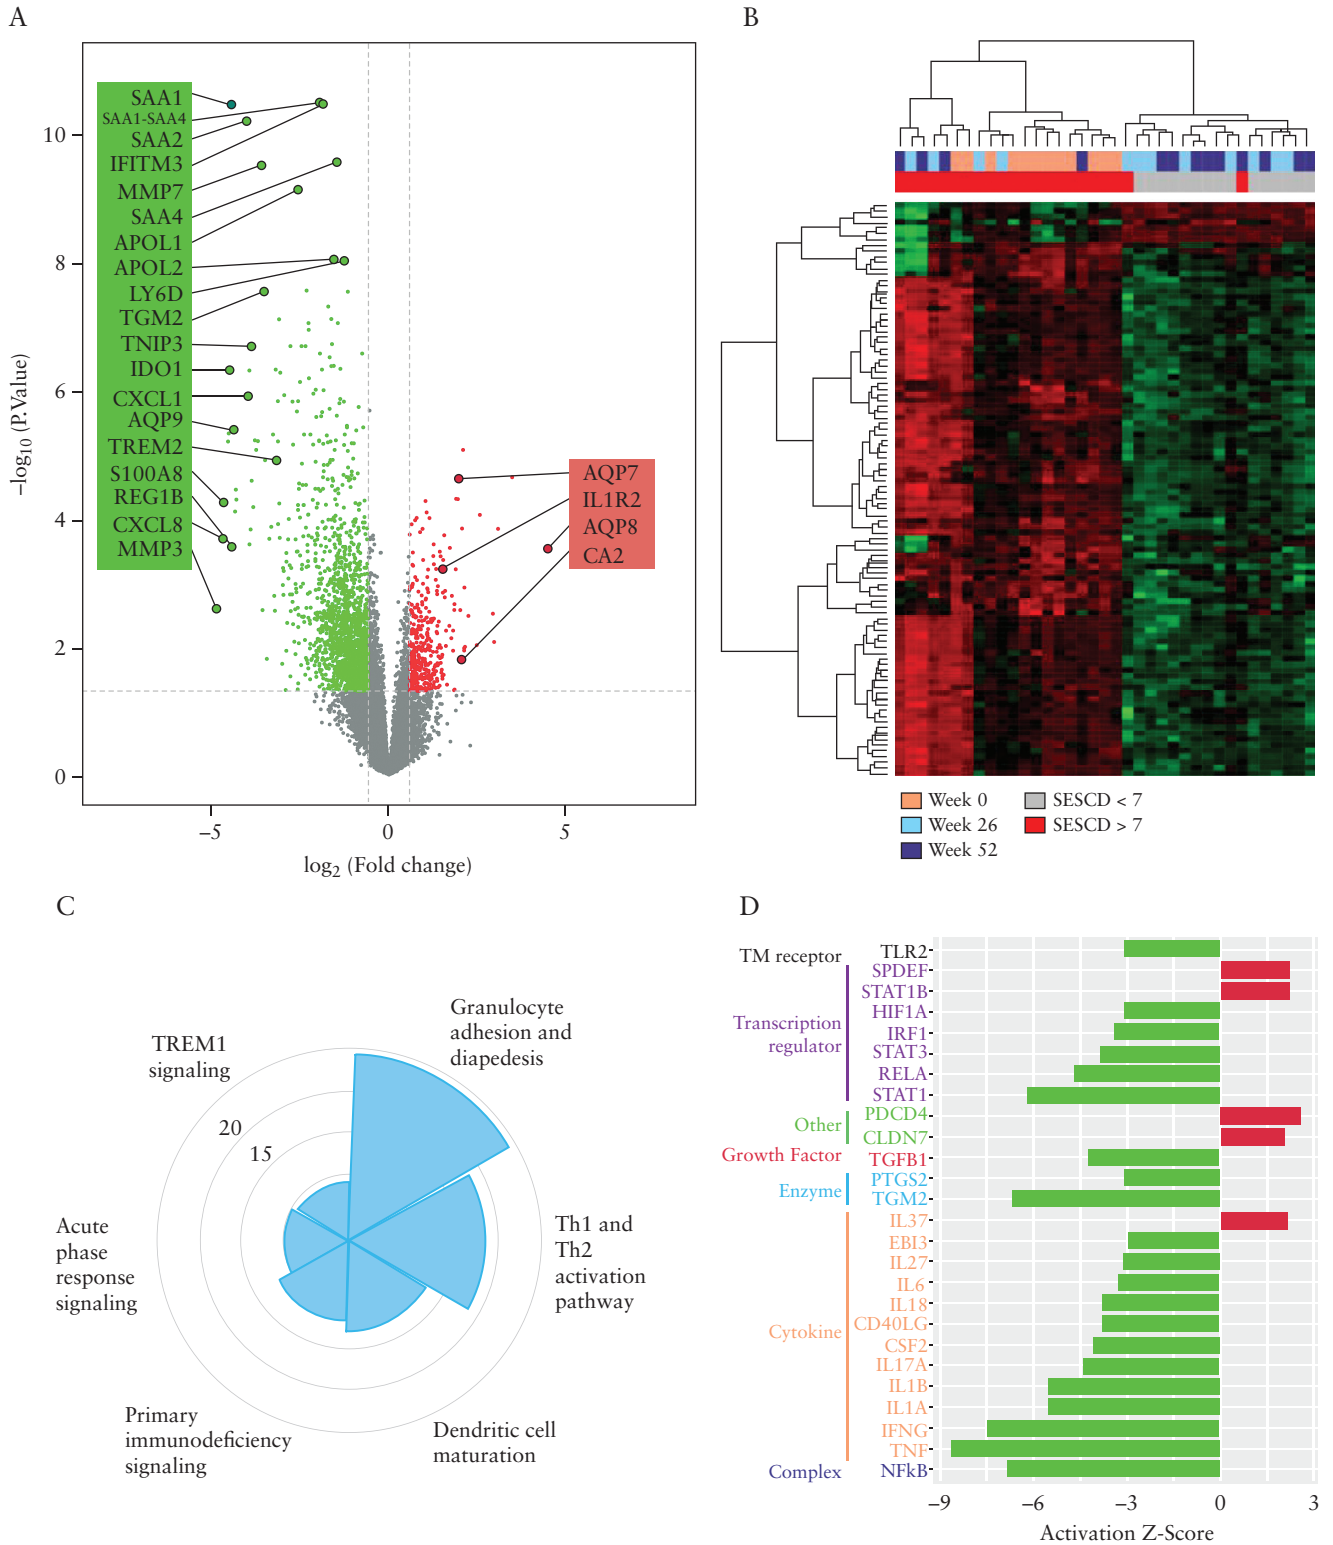 A
SAA1
SAA1-SAA4
SAA2
IFITM3
MMP7
SAA4
APOL1
APOL2
LY6D
TGM2
TNIP3
IDO1
CXCL1
AQP9
TREM2
S100A8
REG1B
CXCL8
MMP3
AQP7
IL1R2
AQP8
CA2
10
8
6
4
2
0
−log10 (P.Value)
−5
0
5
log2 (Fold change)
B
Week 0
Week 26
Week 52
SESCD < 7
SESCD > 7
C
Granulocyte
adhesion and
diapedesis
TREM1
signaling
20
15
Th1 and
Th2
activation
pathway
Acute
phase
response
signaling
Primary
immunodeficiency
signaling
Dendritic cell
maturation
D
TM receptor
Transcription
regulator
Other
Growth Factor
Enzyme
Cytokine
Complex
TLR2
SPDEF
STAT1B
HIF1A
IRF1
STAT3
RELA
STAT1
PDCD4
CLDN7
TGFB1
PTGS2
TGM2
IL37
EBI3
IL27
IL6
IL18
CD40LG
CSF2
IL17A
IL1B
IL1A
IFNG
TNF
NFkB
−9
−6
−3
0
3
Activation Z-Score